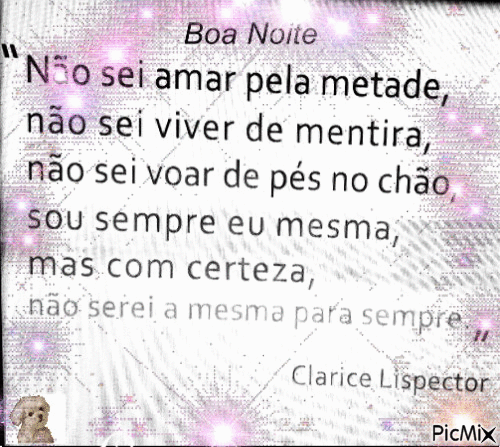 Boa Noite
"Não sei amar pela metade,
não sei viver de mentira,
não sei voar de pés no chão,
sou sempre eu mesma,
mas com certeza,
não serei a mesma para sempre."
Clarice Lispector
PicMix